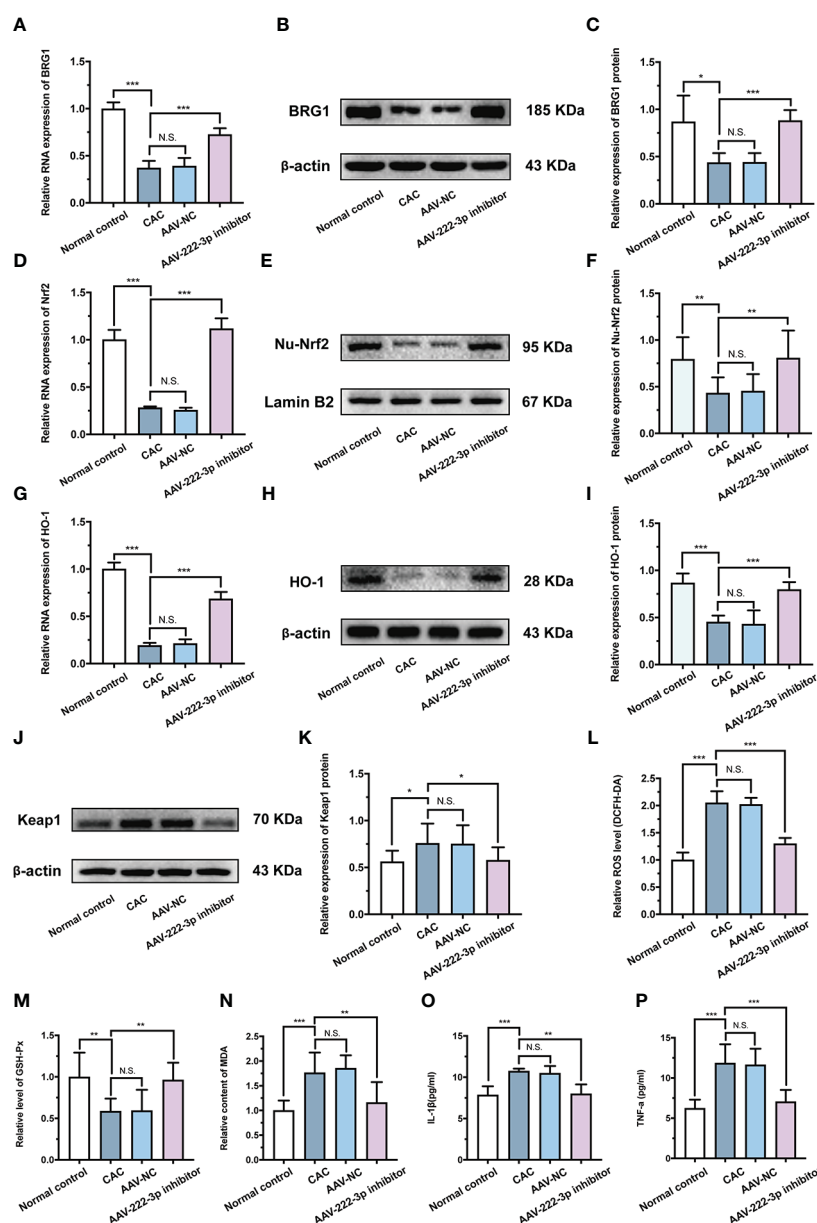 A
Relative RNA expression of BRG1
1.5
1.0
0.5
0
***
***
N.S.
Normal control
CAC
AAV-NC
AAV-222-3p inhibitor
B
BRG1
185 KDa
β-actin
43 KDa
Normal control
CAC
AAV-NC
AAV-222-3p inhibitor
C
Relative expression of BRG1 protein
1.5
1.0
0.5
0
*
***
N.S.
Normal control
CAC
AAV-NC
AAV-222-3p inhibitor
D
Relative RNA expression of Nrf2
1.5
1.0
0.5
0
***
***
N.S.
Normal control
CAC
AAV-NC
AAV-222-3p inhibitor
E
Nu-Nrf2
95 KDa
Lamin B2
67 KDa
Normal control
CAC
AAV-NC
AAV-222-3p inhibitor
F
Relative expression of Nu-Nrf2 protein
1.5
1.0
0.5
0
**
**
N.S.
Normal control
CAC
AAV-NC
AAV-222-3p inhibitor
G
Relative RNA expression of HO-1
1.5
1.0
0.5
0
***
***
N.S.
Normal control
CAC
AAV-NC
AAV-222-3p inhibitor
H
HO-1
28 KDa
β-actin
43 KDa
Normal control
CAC
AAV-NC
AAV-222-3p inhibitor
I
Relative expression of HO-1 protein
1.5
1.0
0.5
0
***
***
N.S.
Normal control
CAC
AAV-NC
AAV-222-3p inhibitor
J
Keap1
70 KDa
β-actin
43 KDa
Normal control
CAC
AAV-NC
AAV-222-3p inhibitor
K
Relative expression of Keap1 protein
1.5
1.0
0.5
0
*
*
N.S.
Normal control
CAC
AAV-NC
AAV-222-3p inhibitor
L
Relative ROS level (DCFH-DA)
2.5
2.0
1.5
1.0
0.5
0
***
***
N.S.
Normal control
CAC
AAV-NC
AAV-222-3p inhibitor
M
Relative level of GSH-Px
1.5
1.0
0.5
0
**
**
N.S.
Normal control
CAC
AAV-NC
AAV-222-3p inhibitor
N
Relative content of MDA
2.5
2.0
1.5
1.0
0.5
0
***
**
N.S.
Normal control
CAC
AAV-NC
AAV-222-3p inhibitor
O
IL-1β(pg/ml)
15
10
5
0
***
**
N.S.
Normal control
CAC
AAV-NC
AAV-222-3p inhibitor
P
TNF-a (pg/ml)
15
10
5
0
***
***
N.S.
Normal control
CAC
AAV-NC
AAV-222-3p inhibitor